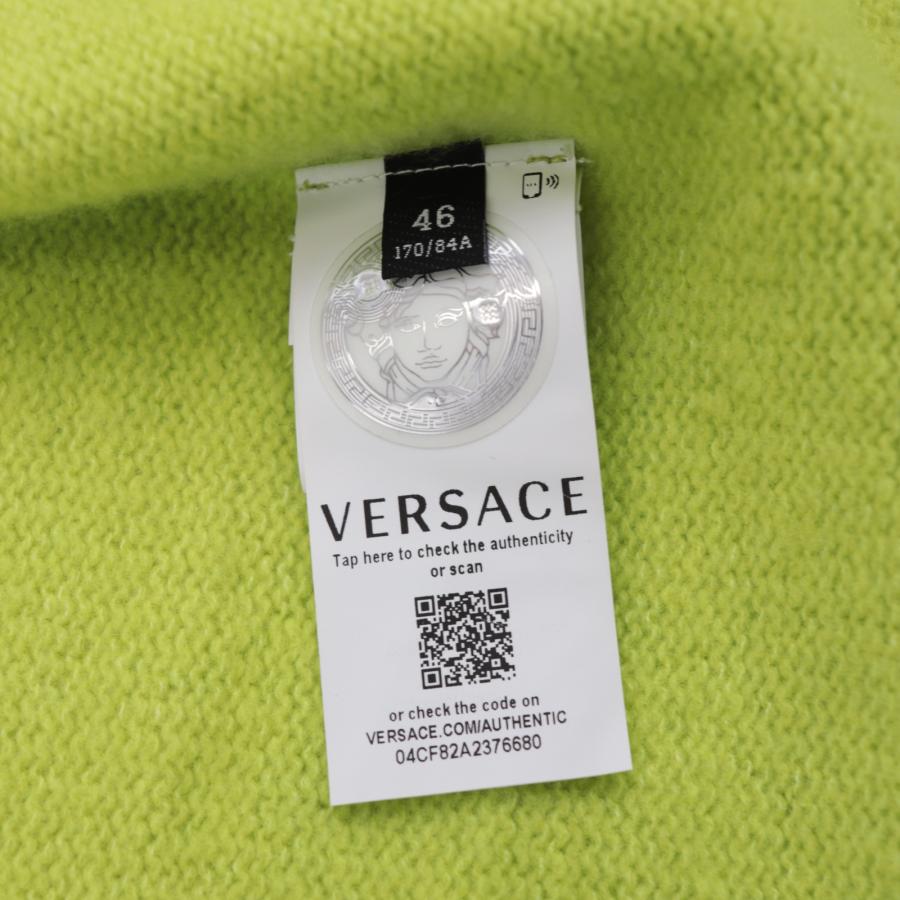 46
170/84A
VERSACE
Tap here to check the authenticity
or scan
or check the code on
VERSACE.COM/AUTHENTIC
04CF82A2376680